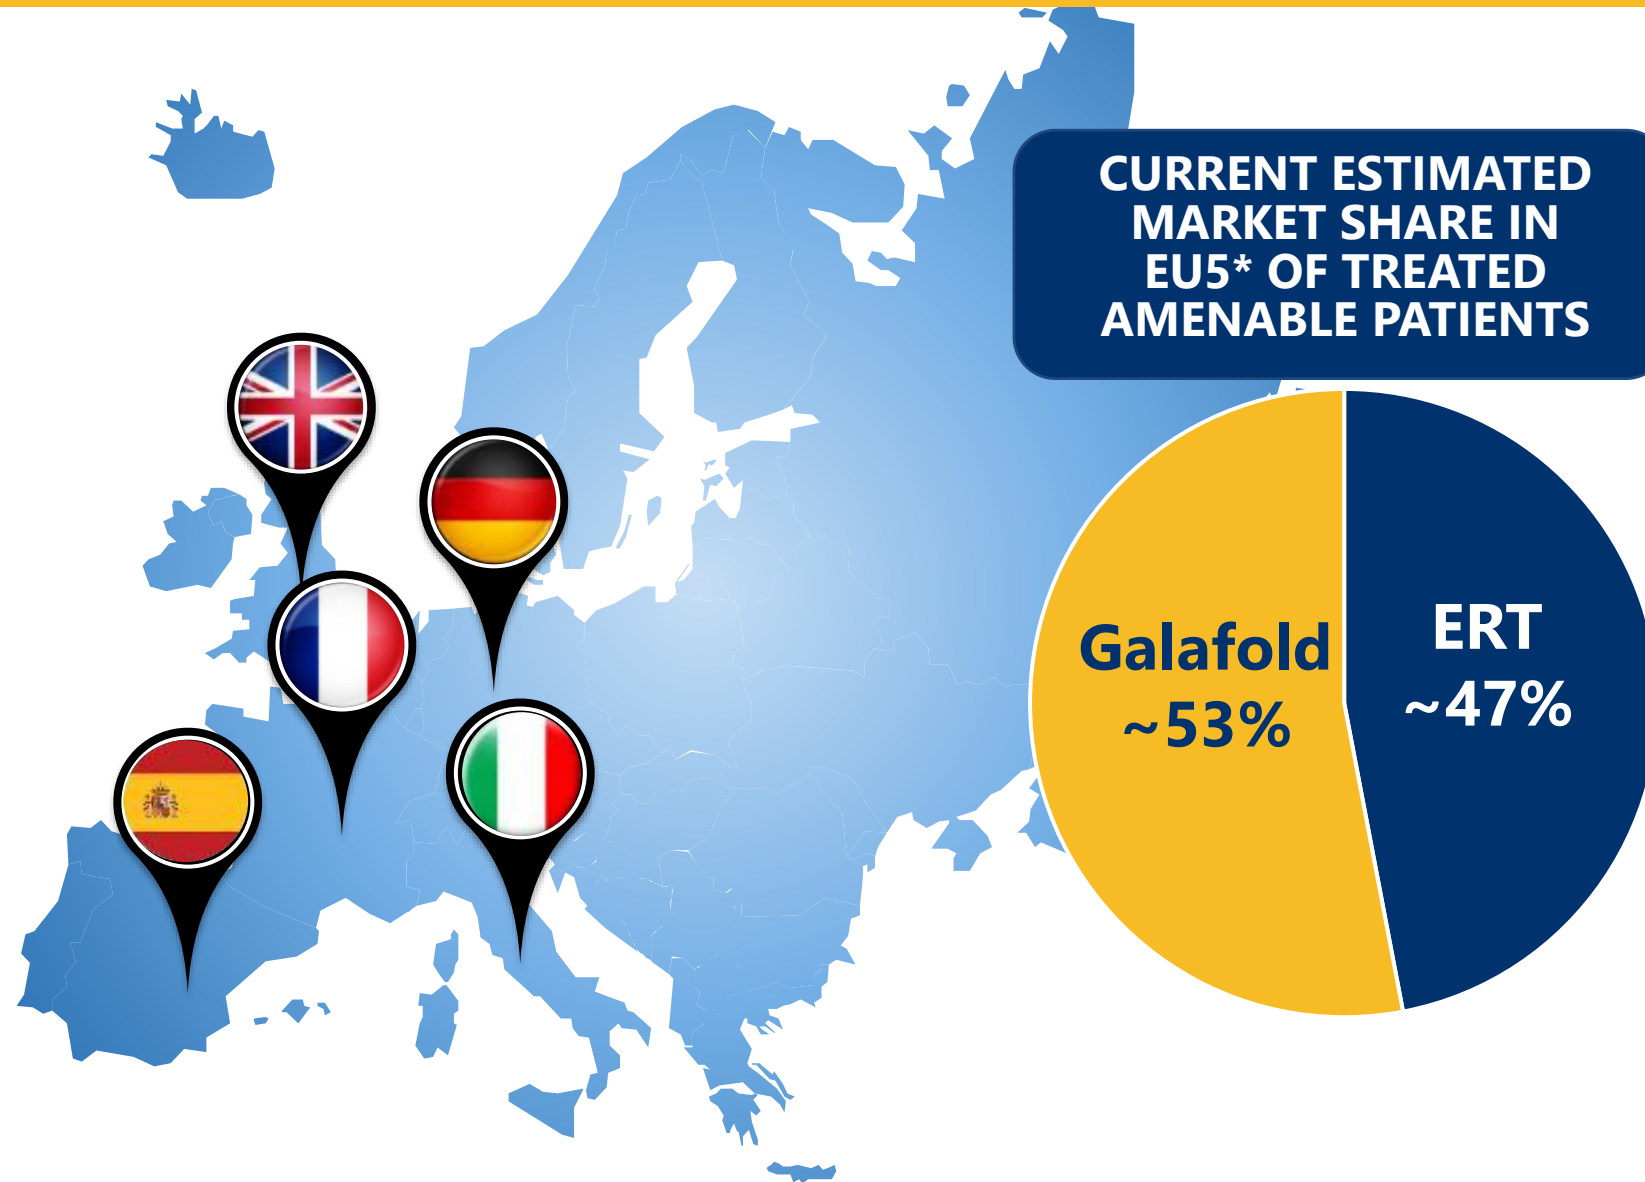 CURRENT ESTIMATED
MARKET SHARE IN
EU5* OF TREATED
AMENABLE PATIENTS
Galafold
~53%
ERT
~47%